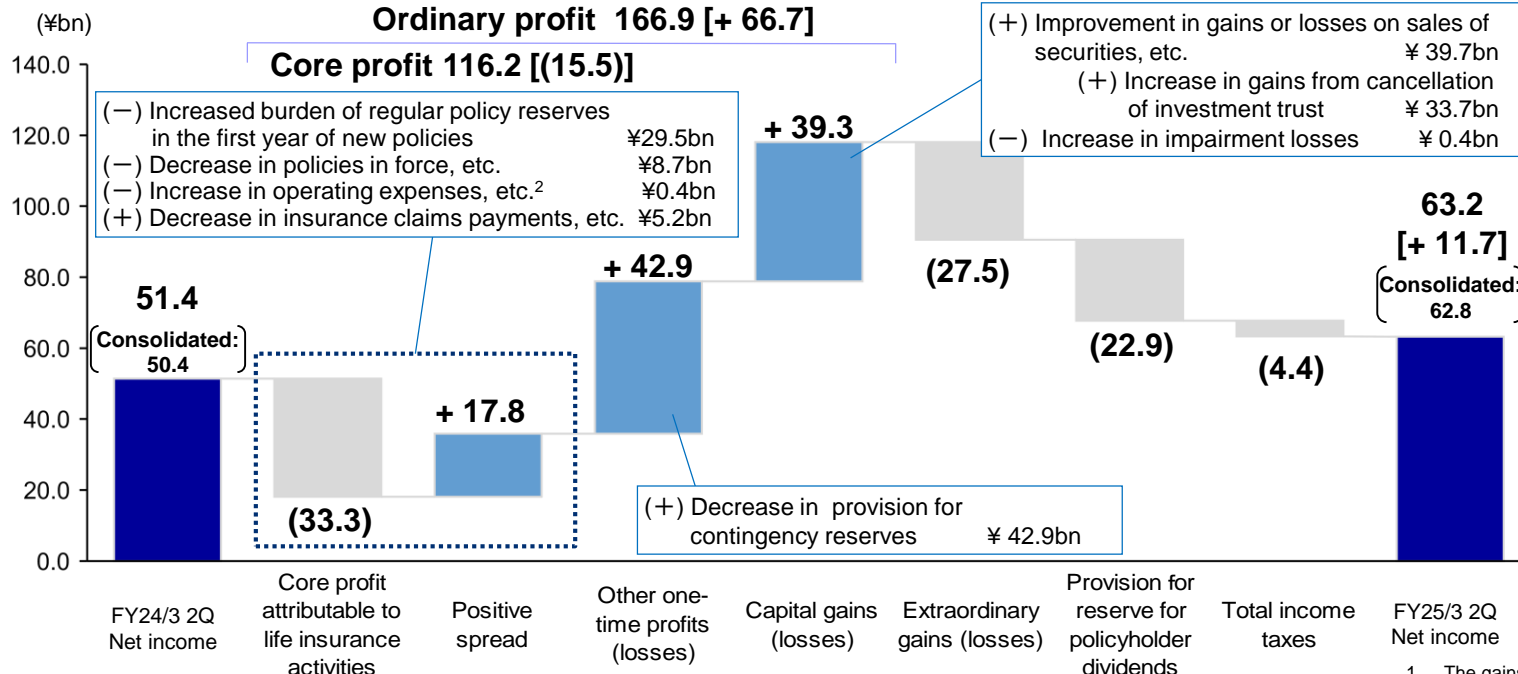 (¥bn)
Ordinary profit 166.9 [+ 66.7]
Core profit 116.2 [(15.5)]
(+) Improvement in gains or losses on sales of
securities, etc. ¥ 39.7bn
(+) Increase in gains from cancellation
of investment trust ¥ 33.7bn
(−) Increase in impairment losses ¥ 0.4bn
(−) Increased burden of regular policy reserves
in the first year of new policies ¥29.5bn
(−) Decrease in policies in force, etc. ¥8.7bn
(−) Increase in operating expenses, etc.² ¥0.4bn
(+) Decrease in insurance claims payments, etc. ¥5.2bn
140.0
120.0
100.0
80.0
60.0
40.0
20.0
0.0
51.4
(Consolidated:
50.4)
(33.3)
+ 17.8
+ 42.9
+ 39.3
(27.5)
(22.9)
(4.4)
63.2
[+ 11.7]
(Consolidated:
62.8)
(+) Decrease in provision for
contingency reserves ¥ 42.9bn
FY24/3 2Q
Net income
Core profit
attributable to
life insurance
activities
Positive
spread
Other one-
time profits
(losses)
Capital gains
(losses)
Extraordinary
gains (losses)
Provision for
reserve for
policyholder
dividends
Total income
taxes
FY25/3 2Q
Net income
1. The gains